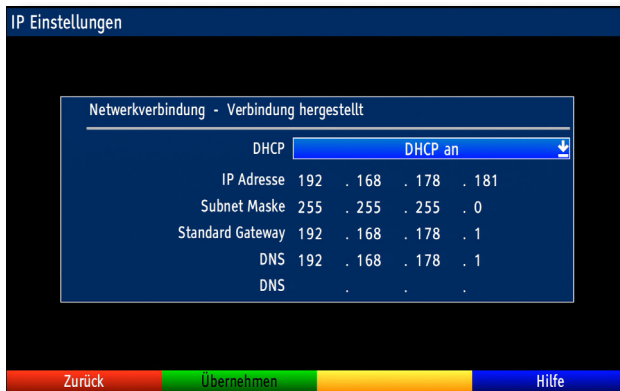 IP Einstellungen
Netwerkverbindung - Verbindung hergestellt
DHCP DHCP an
IP Adresse 192 . 168 . 178 . 181
Subnet Maske 255 . 255 . 255 . 0
Standard Gateway 192 . 168 . 178 . 1
DNS 192 . 168 . 178 . 1
DNS . . .
Zurück Übernehmen Hilfe